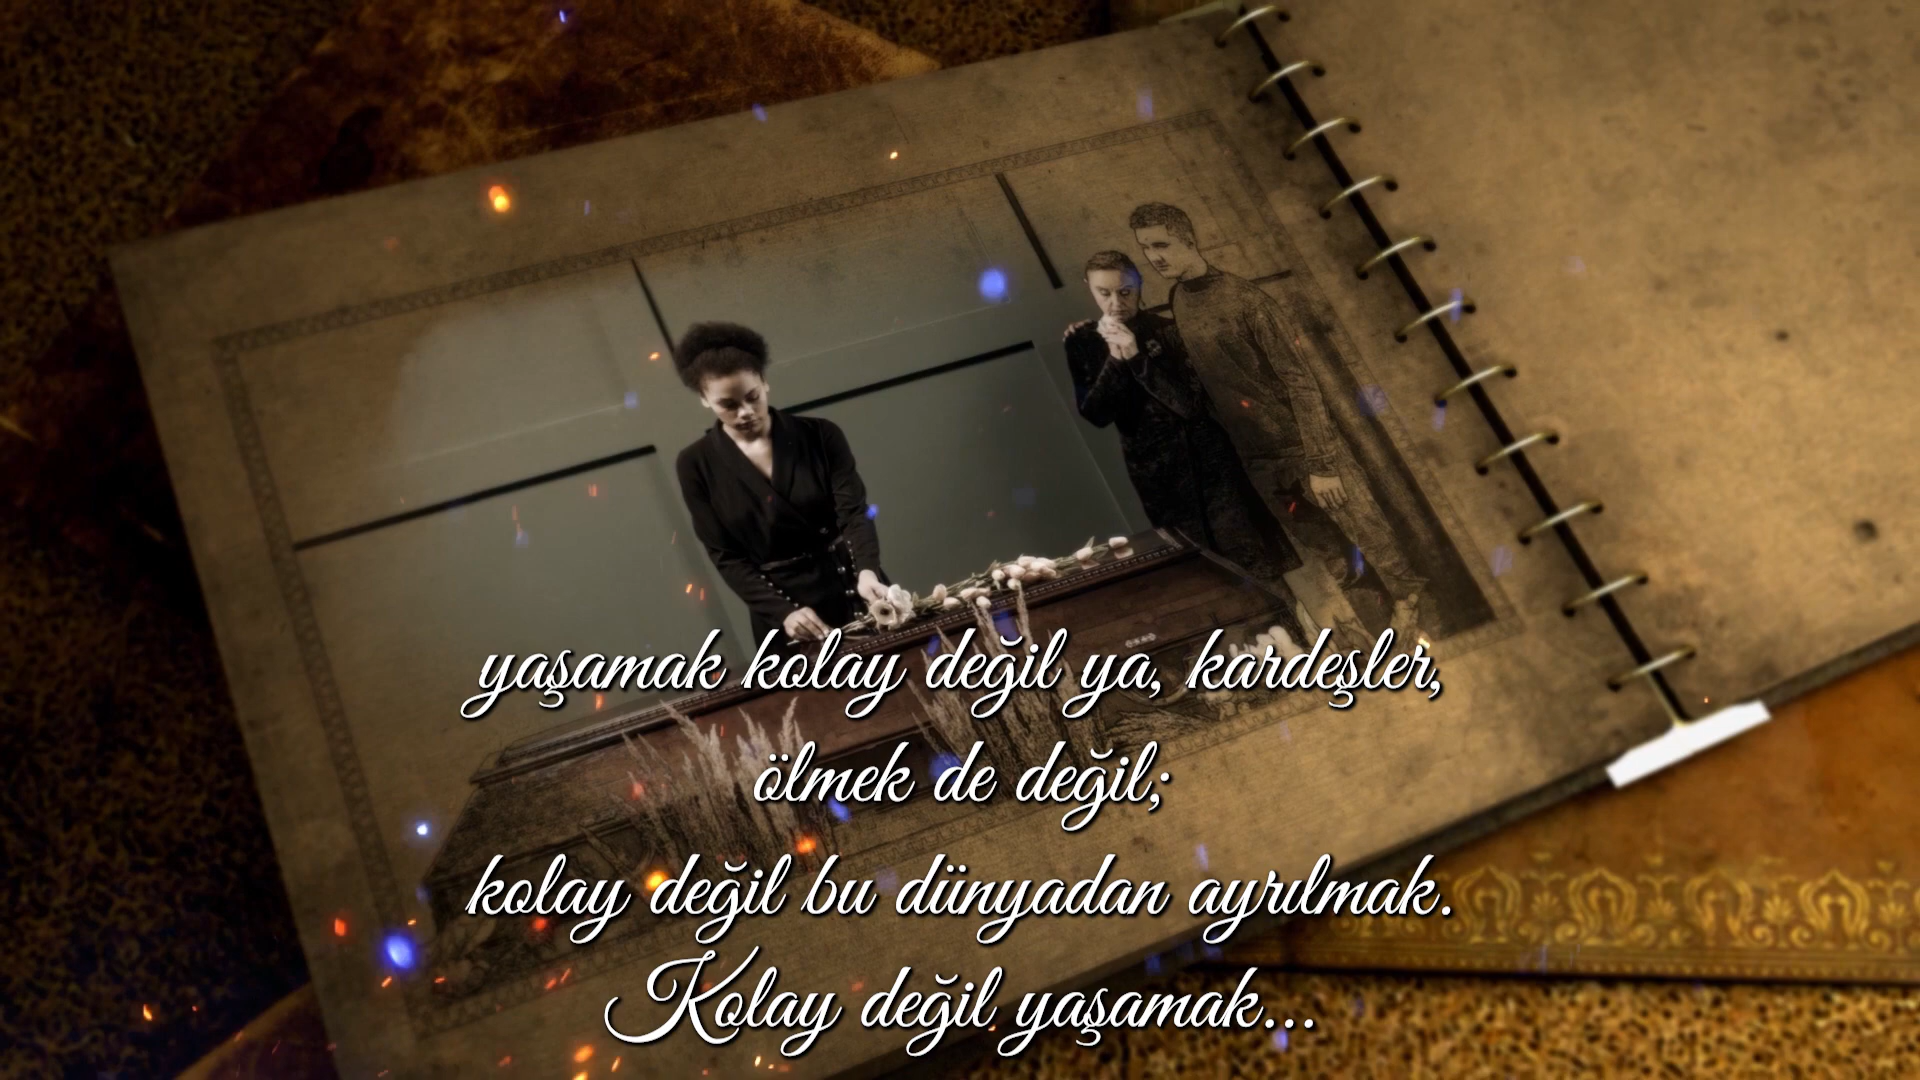 yaşamak kolay değil ya, kardeşler,
ölmek de değil;
kolay değil bu dünyadan ayrılmak.
Kolay değil yaşamak...